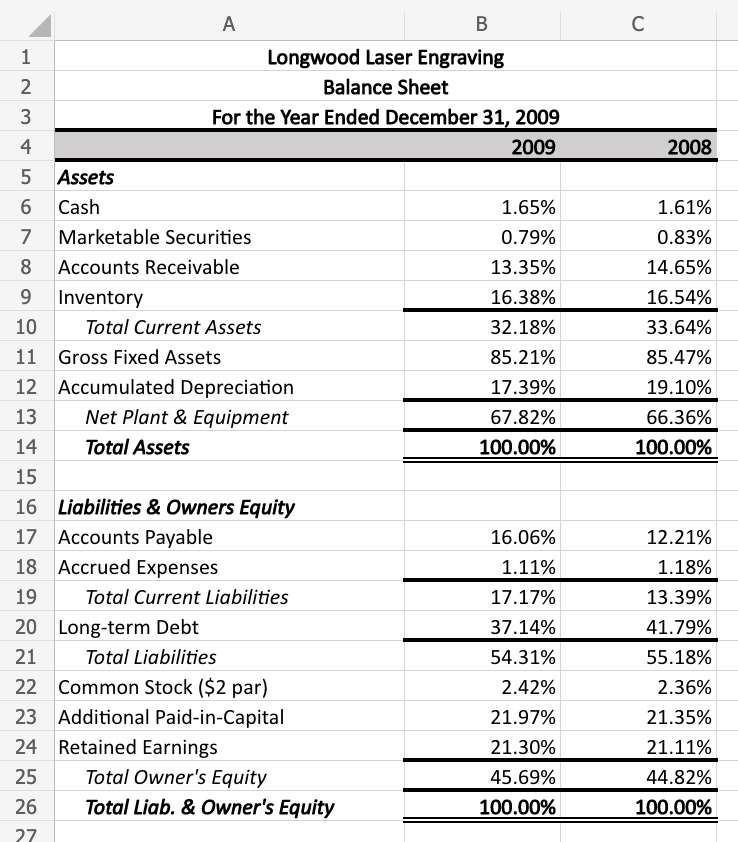 A B C
1 Longwood Laser Engraving
2 Balance Sheet
3 For the Year Ended December 31, 2009
4 2009 2008
5 Assets
6 Cash 1.65% 1.61%
7 Marketable Securities 0.79% 0.83%
8 Accounts Receivable 13.35% 14.65%
9 Inventory 16.38% 16.54%
10 Total Current Assets 32.18% 33.64%
11 Gross Fixed Assets 85.21% 85.47%
12 Accumulated Depreciation 17.39% 19.10%
13 Net Plant & Equipment 67.82% 66.36%
14 Total Assets 100.00% 100.00%
15
16 Liabilities & Owners Equity
17 Accounts Payable 16.06% 12.21%
18 Accrued Expenses 1.11% 1.18%
19 Total Current Liabilities 17.17% 13.39%
20 Long-term Debt 37.14% 41.79%
21 Total Liabilities 54.31% 55.18%
22 Common Stock ($2 par) 2.42% 2.36%
23 Additional Paid-in-Capital 21.97% 21.35%
24 Retained Earnings 21.30% 21.11%
25 Total Owner's Equity 45.69% 44.82%
26 Total Liab. & Owner's Equity 100.00% 100.00%
27